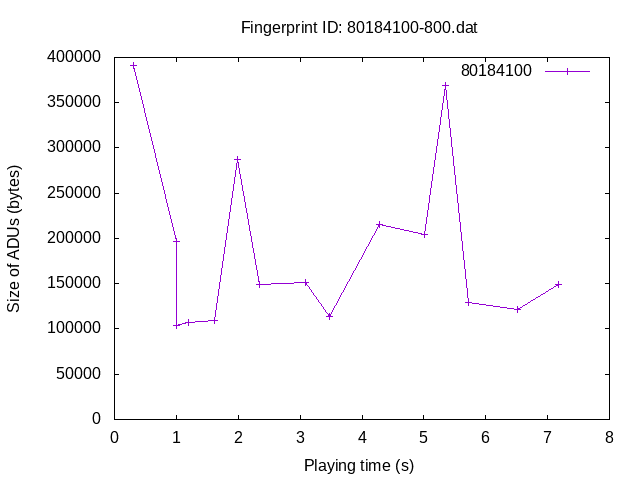 Fingerprint ID: 80184100-800.dat
400000
350000
300000
250000
200000
150000
100000
50000
0
80184100
Size of ADUs (bytes)
0 1 2 3 4 5 6 7 8
Playing time (s)